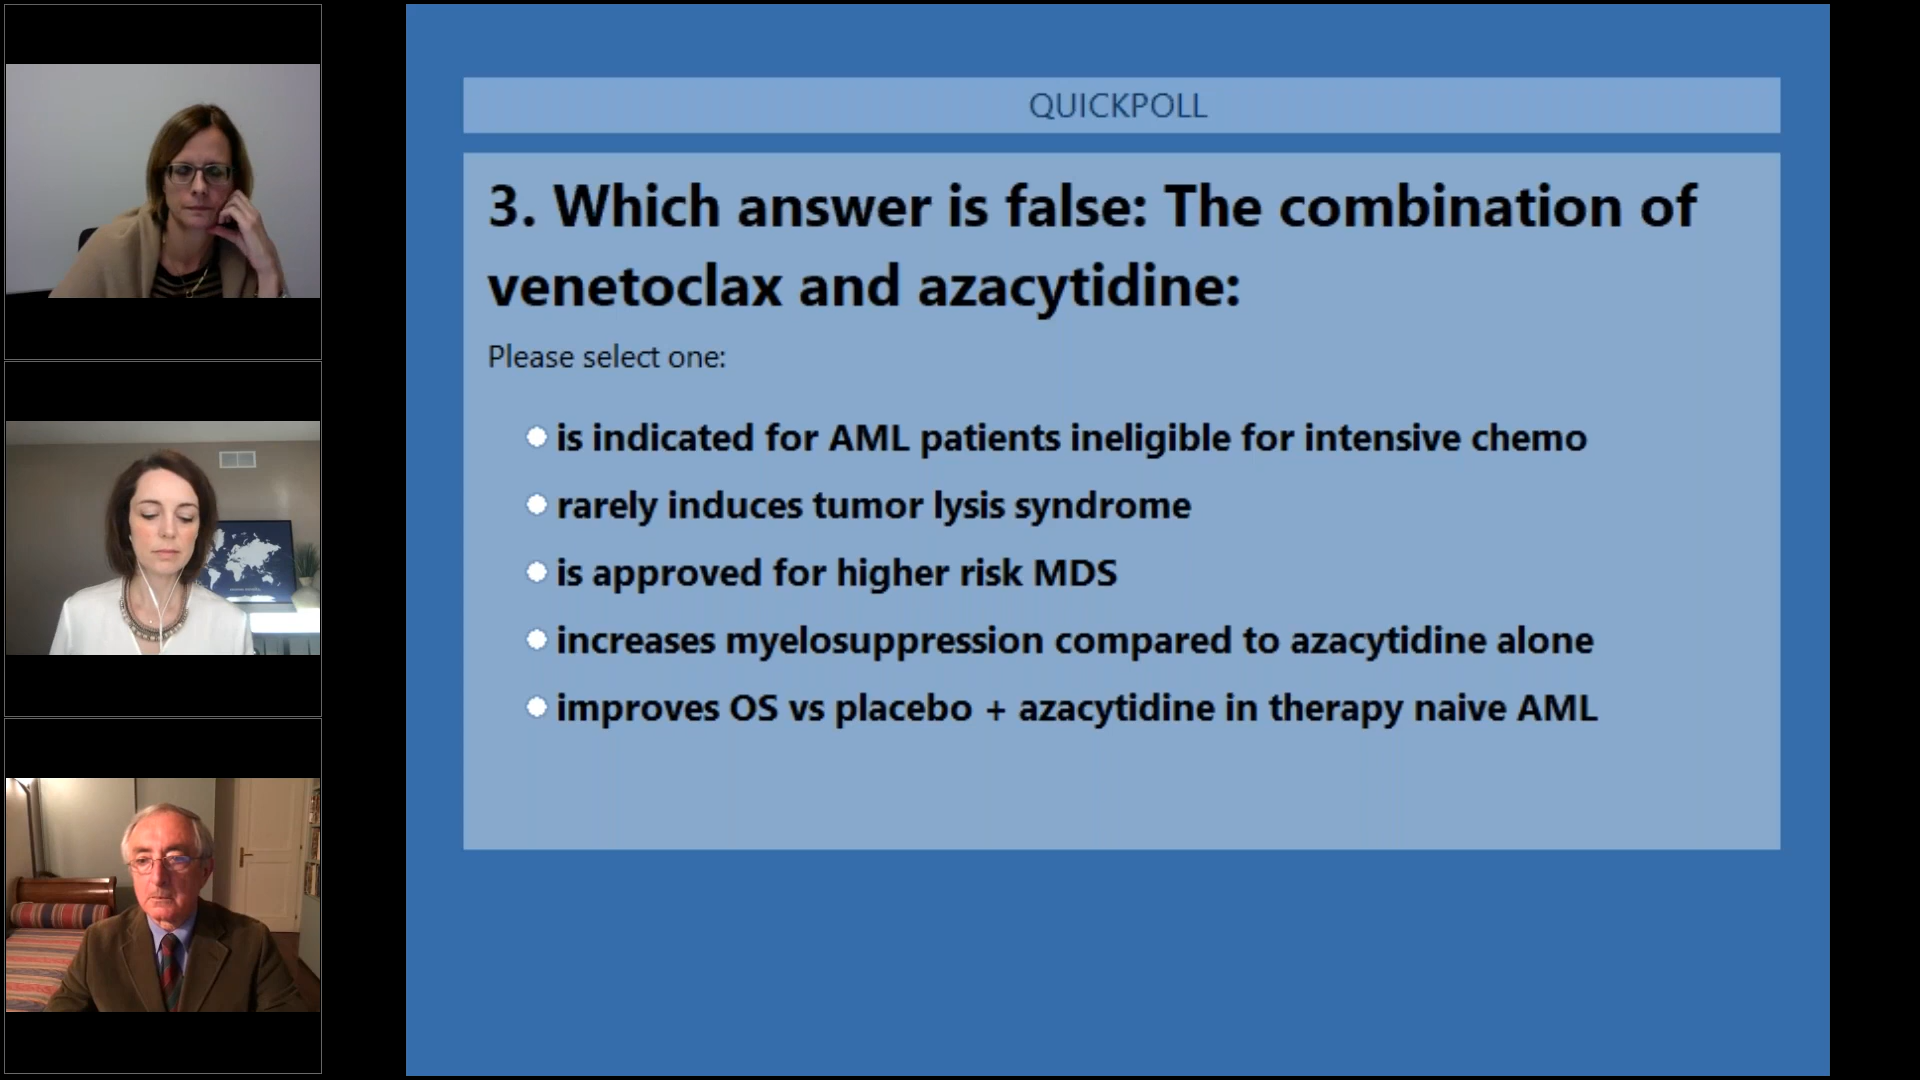 QUICKPOLL
3. Which answer is false: The combination of
venetoclax and azacytidine:
Please select one:
is indicated for AML patients ineligible for intensive chemo
rarely induces tumor lysis syndrome
is approved for higher risk MDS
increases myelosuppression compared to azacytidine alone
improves OS vs placebo + azacytidine in therapy naive AML